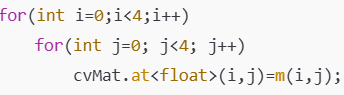 for(int i=0;i<4;i++)
    for(int j=0; j<4; j++)
        cvMat.at<float>(i,j)=m(i,j);